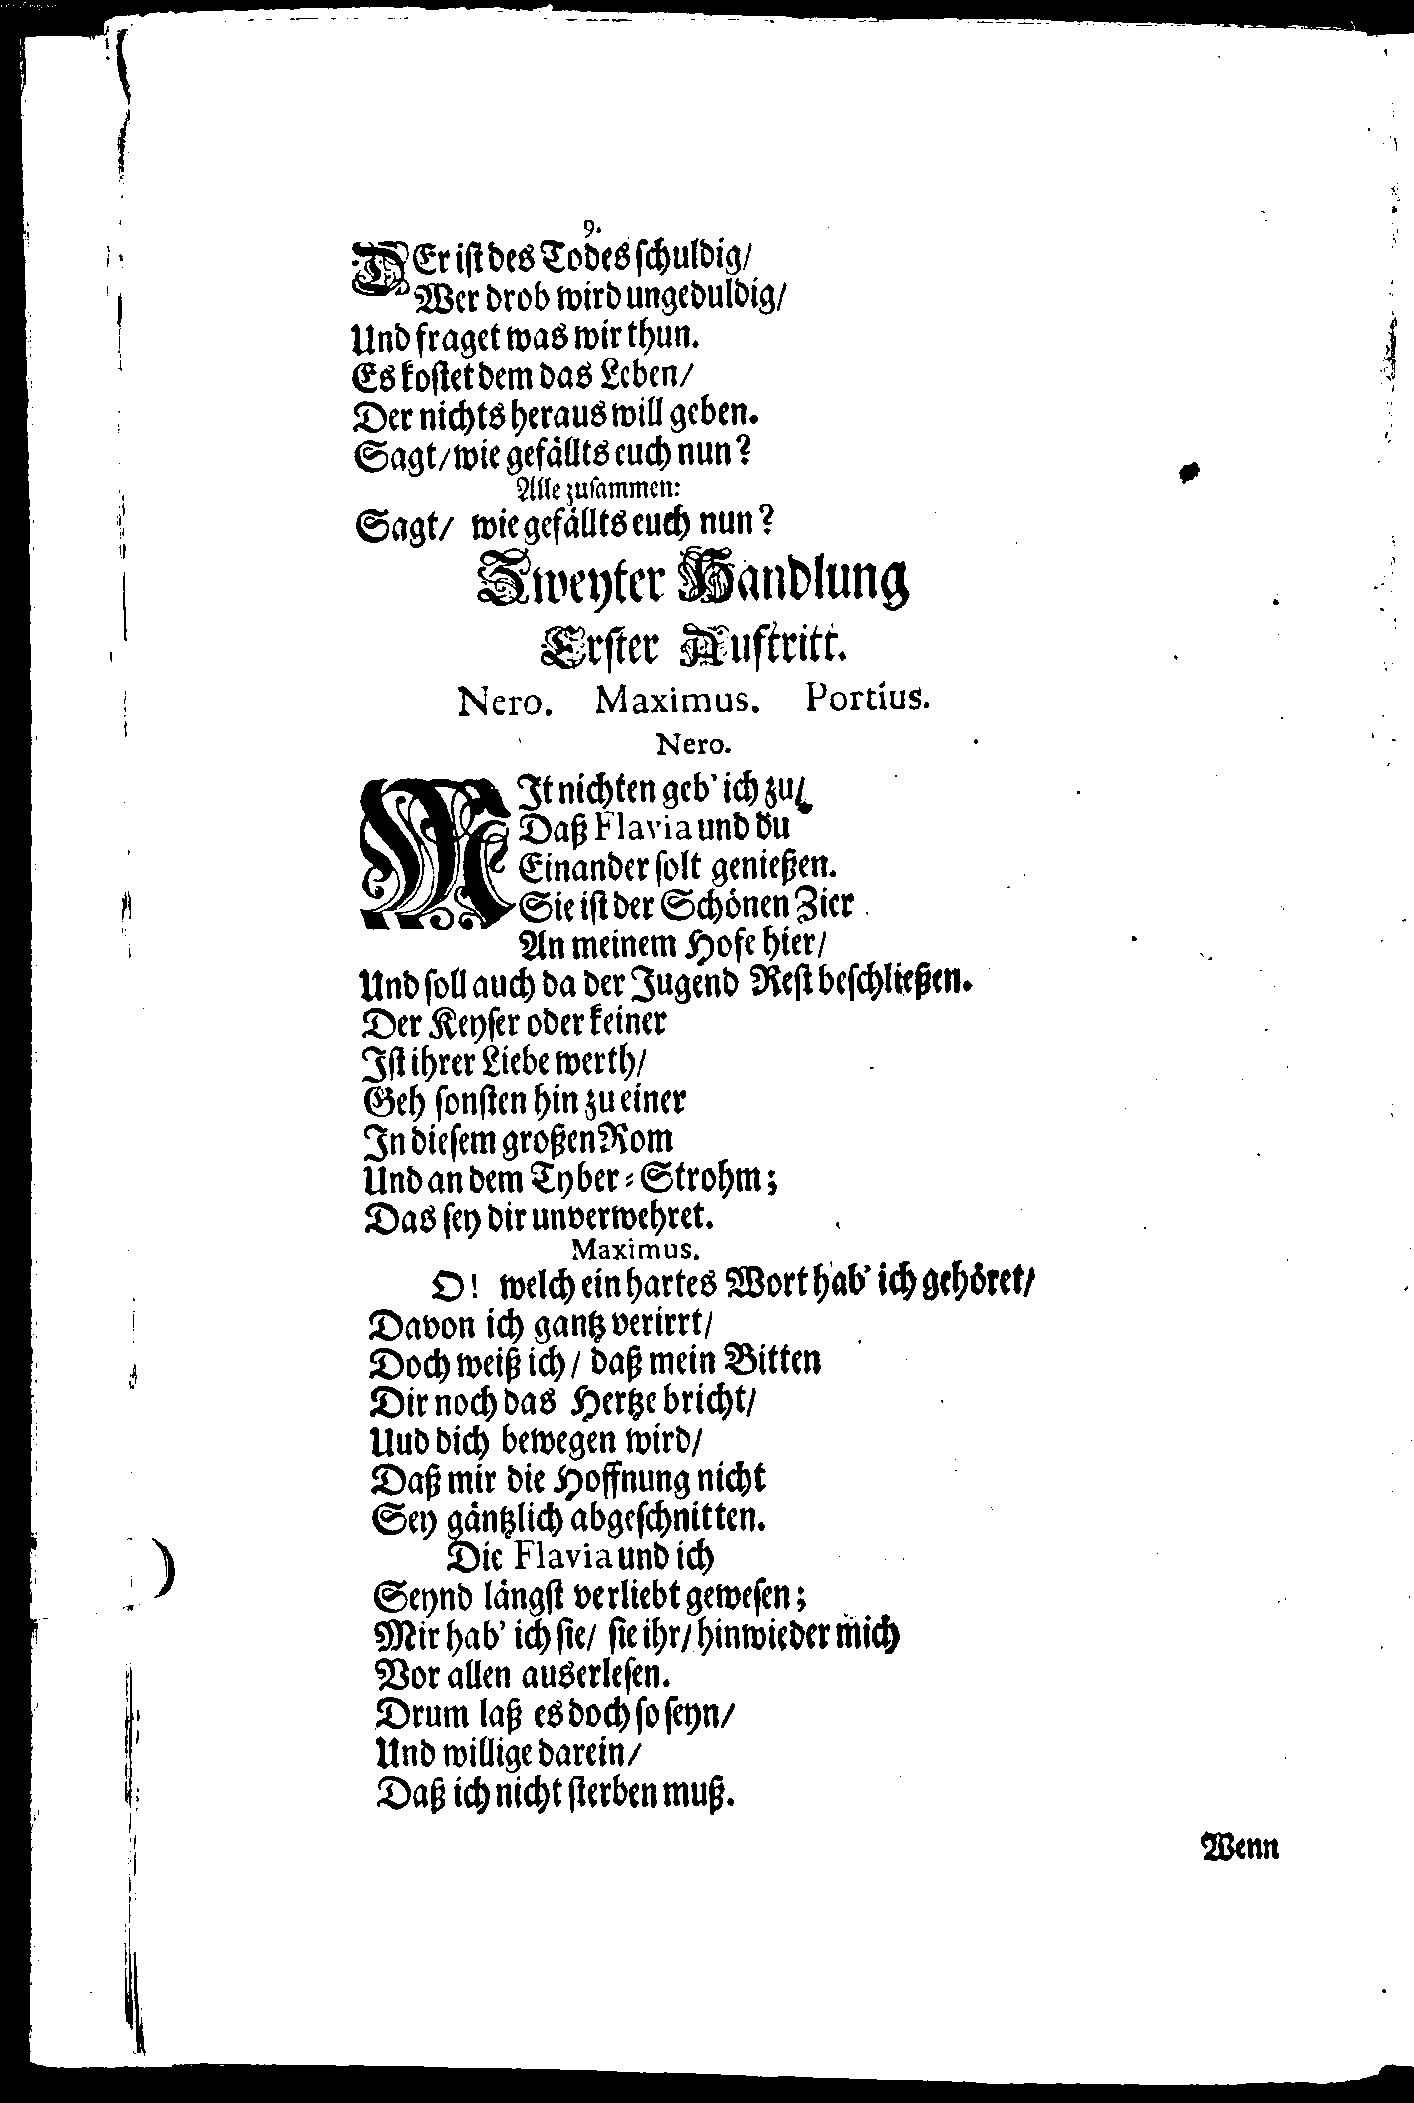 9.
DEr ist des Todes schuldig/
Wer drob wird ungeduldig/
Und fraget was wir thun.
Es kostet dem das Leben/
Der nichts heraus will geben.
Sagt/ wie gefällts euch nun?
Alle zusammen:
Sagt/ wie gefällts euch nun?
Zweyter Handlung
Erster Auftritt.
Nero. Maximus. Portius.
Nero.
MIt nichten geb' ich zu/
Daß Flavia und du
Einander solt genießen.
Sie ist der Schönen Zier
An meinem Hofe hier/
Und soll auch da der Jugend Rest beschließen.
Der Keyser oder keiner
Ist ihrer Liebe werth/
Geh sonsten hin zu einer
In diesem großen Rom
Und an dem Tyber-Strohm;
Das sey dir unverwehret.
Maximus.
O! welch ein hartes Wort hab' ich gehöret/
Davon ich gantz verirrt/
Doch weiß ich/ daß mein Bitten
Dir noch das Hertze bricht/
Uud dich bewegen wird/
Daß mir die Hoffnung nicht
Sey gäntzlich abgeschnitten.
Die Flavia und ich
Seynd längst verliebt gewesen;
Mir hab' ich sie/ sie ihr/ hinwieder mich
Vor allen auserlesen.
Drum laß es doch so seyn/
Und willige darein/
Daß ich nicht sterben muß.
Wenn